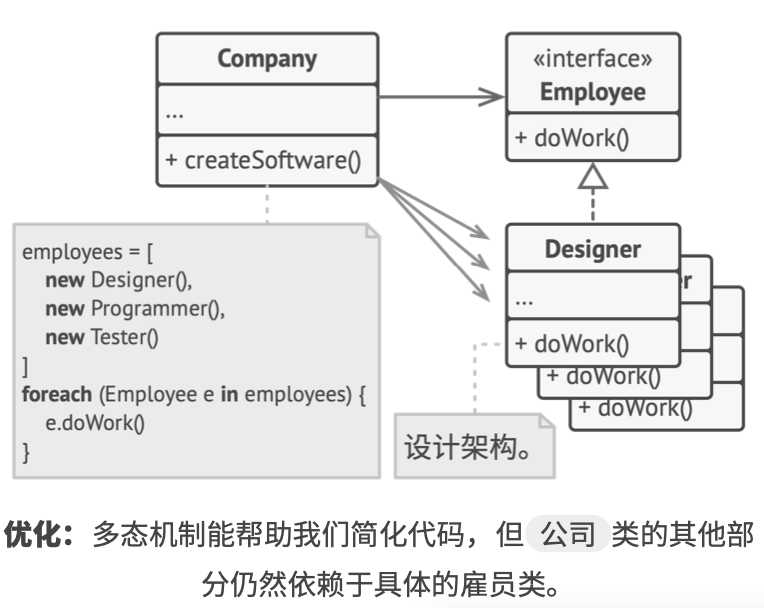 Company
...
+ createSoftware()
«interface»
Employee
+ doWork()
employees = [
new Designer(),
new Programmer(),
new Tester()
]
foreach (Employee e in employees) {
e.doWork()
}
Designer
...
+ doWork()
+ doWork()
+ doWork()
设计架构。
优化：多态机制能帮助我们简化代码，但 公司 类的其他部
分仍然依赖于具体的雇员类。